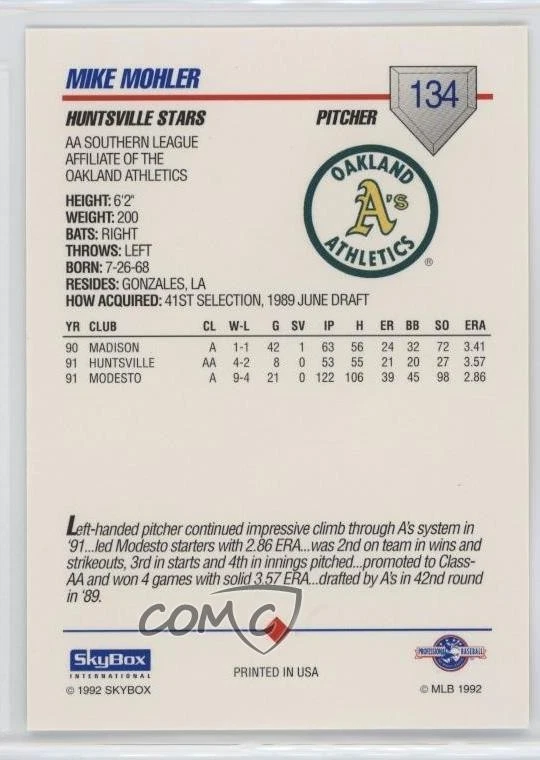 MIKE MOHLER
134
HUNTSVILLE STARS PITCHER
AA SOUTHERN LEAGUE
AFFILIATE OF THE
OAKLAND ATHLETICS
OAKLAND
A's
ATHLETICS
®
HEIGHT: 6'2"
WEIGHT: 200
BATS: RIGHT
THROWS: LEFT
BORN: 7-26-68
RESIDES: GONZALES, LA
HOW ACQUIRED: 41ST SELECTION, 1989 JUNE DRAFT
YR CLUB CL W-L G SV IP H ER BB SO ERA
90 MADISON A 1-1 42 1 63 56 24 32 72 3.41
91 HUNTSVILLE AA 4-2 8 0 53 55 21 20 27 3.57
91 MODESTO A 9-4 21 0 122 106 39 45 98 2.86
Left-handed pitcher continued impressive climb through A's system in
'91...led Modesto starters with 2.86 ERA...was 2nd on team in wins and
strikeouts, 3rd in starts and 4th in innings pitched...promoted to Class-
AA and won 4 games with solid 3.57 ERA...drafted by A's in 42nd round
in '89.
COMC
SkyBox
INTERNATIONAL
© 1992 SKYBOX
PRINTED IN USA
PROFESSIONAL BASEBALL
© MLB 1992